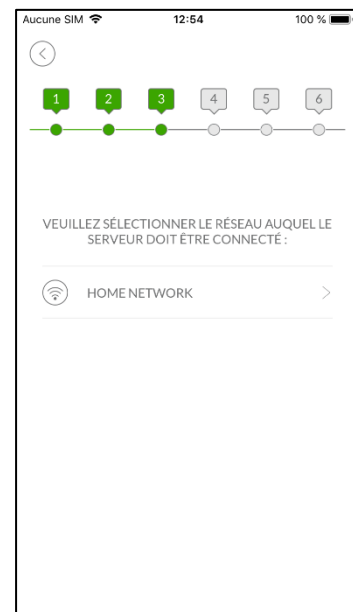 Aucune SIM 12:54 100 %
1 2 3 4 5 6
VEUILLEZ SÉLECTIONNER LE RÉSEAU AUQUEL LE
SERVEUR DOIT ÊTRE CONNECTÉ :
HOME NETWORK